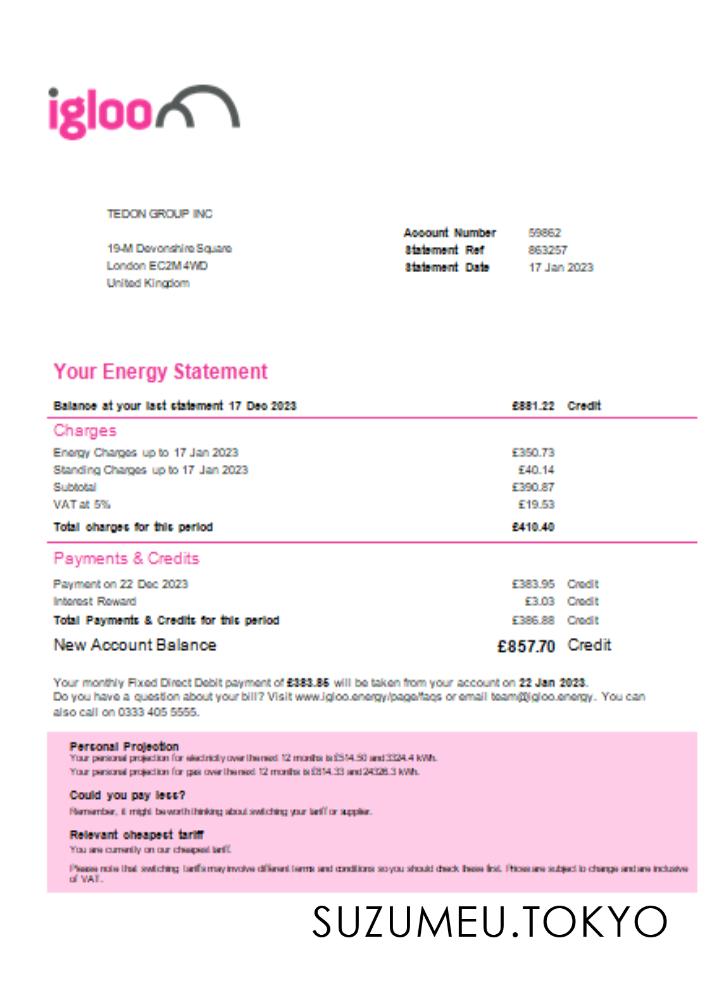 igloo
TEDON GROUP INC
19-M Devonshire Square
London EC2M 4WD
United Kingdom
Account Number 59862
Statement Ref 863257
Statement Date 17 Jan 2023
Your Energy Statement
Balance at your last statement 17 Dec 2023 £881.22 Credit
Charges
Energy Charges up to 17 Jan 2023 £350.73
Standing Charges up to 17 Jan 2023 £40.14
Subtotal £390.87
VAT at 5% £19.53
Total charges for this period £410.40
Payments & Credits
Payment on 22 Dec 2023 £383.95 Credit
Interest Reward £3.03 Credit
Total Payments & Credits for this period £386.88 Credit
New Account Balance £857.70 Credit
Your monthly Fixed Direct Debit payment of £383.85 will be taken from your account on 22 Jan 2023.
Do you have a question about your bill? Visit www.igloo.energy/page/faqs or email team@igloo.energy. You can
also call on 0333 405 5555.
Personal Projection
Your personal projection for electricity over the next 12 months is £514.50 and 3324.4 kWh.
Your personal projection for gas over the next 12 months is £814.33 and 24326.3 kWh.
Could you pay less?
Remember, it might be worth thinking about switching your tariff or supplier.
Relevant cheapest tariff
You are currently on our cheapest tariff.
Please note that switching tariffs may involve different terms and conditions so you should check these first. Prices are subject to change and are inclusive
of VAT.
SUZUMEU.TOKYO